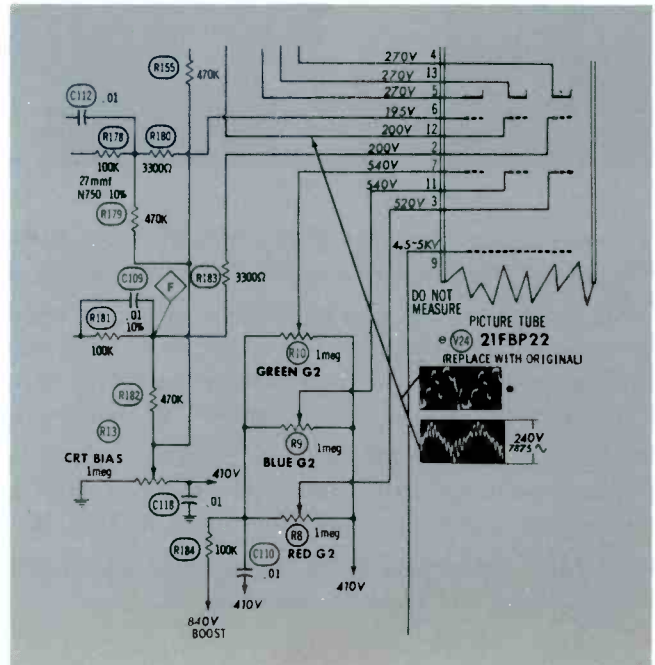 R155
470K
270V 4
270V 13
270V 5
195V 6
200V 12
200V 2
540V 7
540V 11
520V 3
4.5-5KV
9
C112 .01
R178
R180
100K
3300Ω
27mmf
N750 10%
R179
470K
C109
.01
10%
F
R183
3300Ω
R181
100K
R182
470K
R13
CRT BIAS
1meg
410V
C118
.01
R10
1meg
GREEN G2
R9
1meg
BLUE G2
R8
1meg
RED G2
R184
100K
C110
.01
410V
410V
840V
BOOST
DO NOT
MEASURE
PICTURE TUBE
V24 21FBP22
(REPLACE WITH ORIGINAL)
240V
7875 ∿